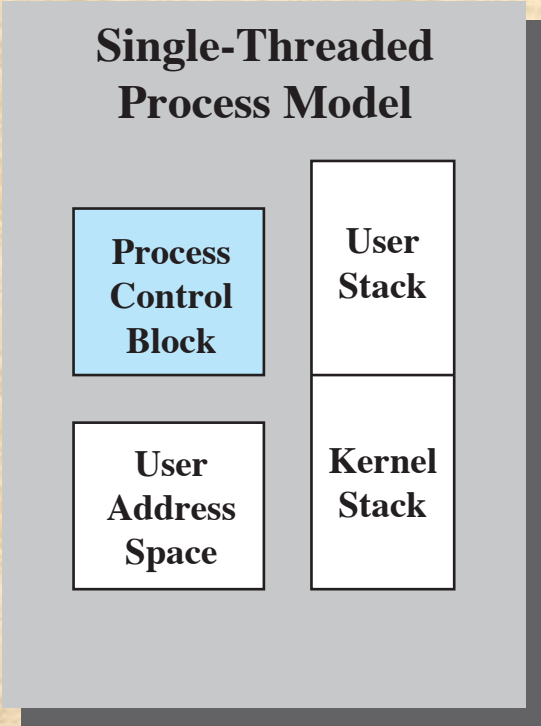 Single-Threaded
Process Model
Process
Control
Block
User
Stack
User
Address
Space
Kernel
Stack